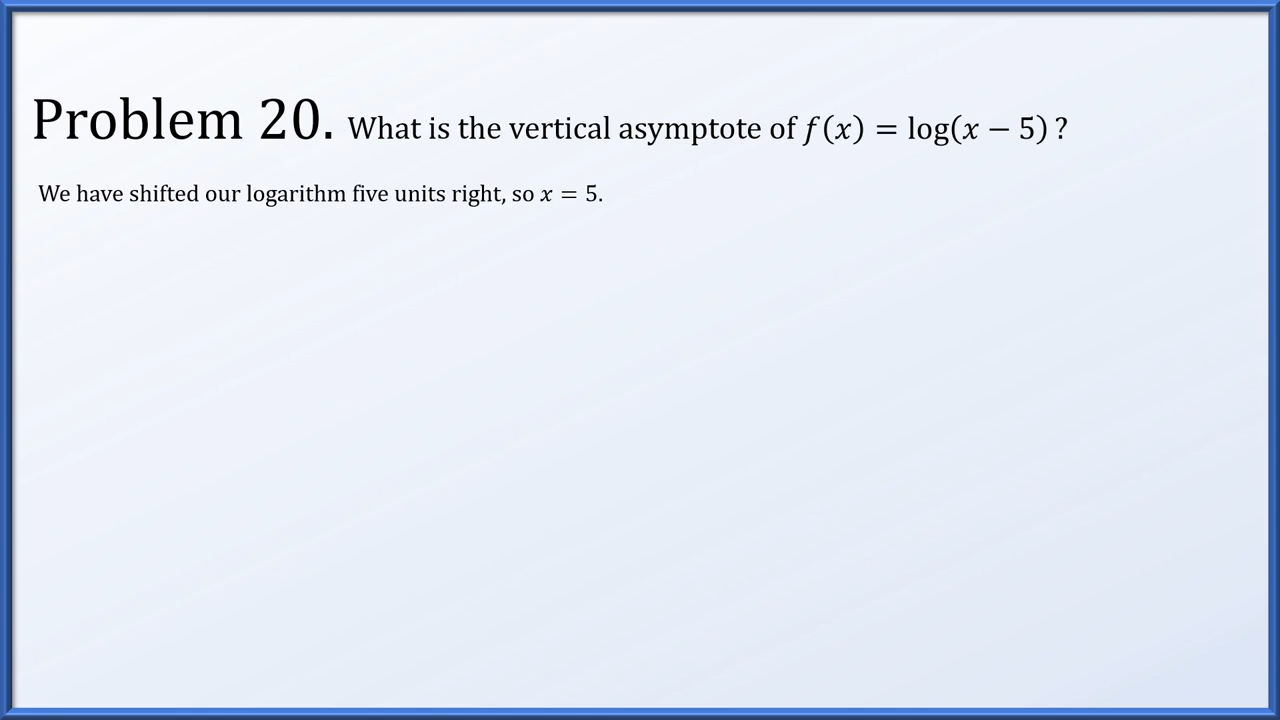 Problem 20. What is the vertical asymptote of f(x) = log(x − 5) ?
We have shifted our logarithm five units right, so x = 5.